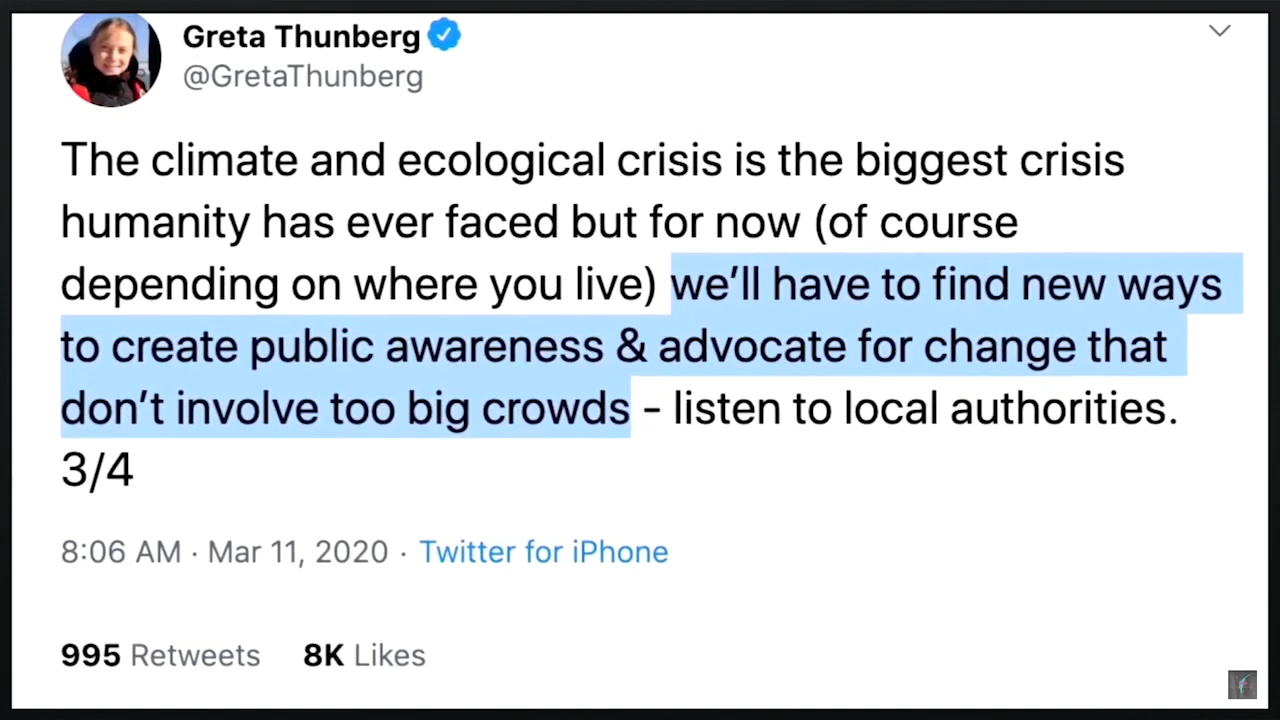 Greta Thunberg
@GretaThunberg
The climate and ecological crisis is the biggest crisis
humanity has ever faced but for now (of course
depending on where you live) we’ll have to find new ways
to create public awareness & advocate for change that
don’t involve too big crowds - listen to local authorities.
3/4
8:06 AM · Mar 11, 2020 · Twitter for iPhone
995 Retweets 8K Likes